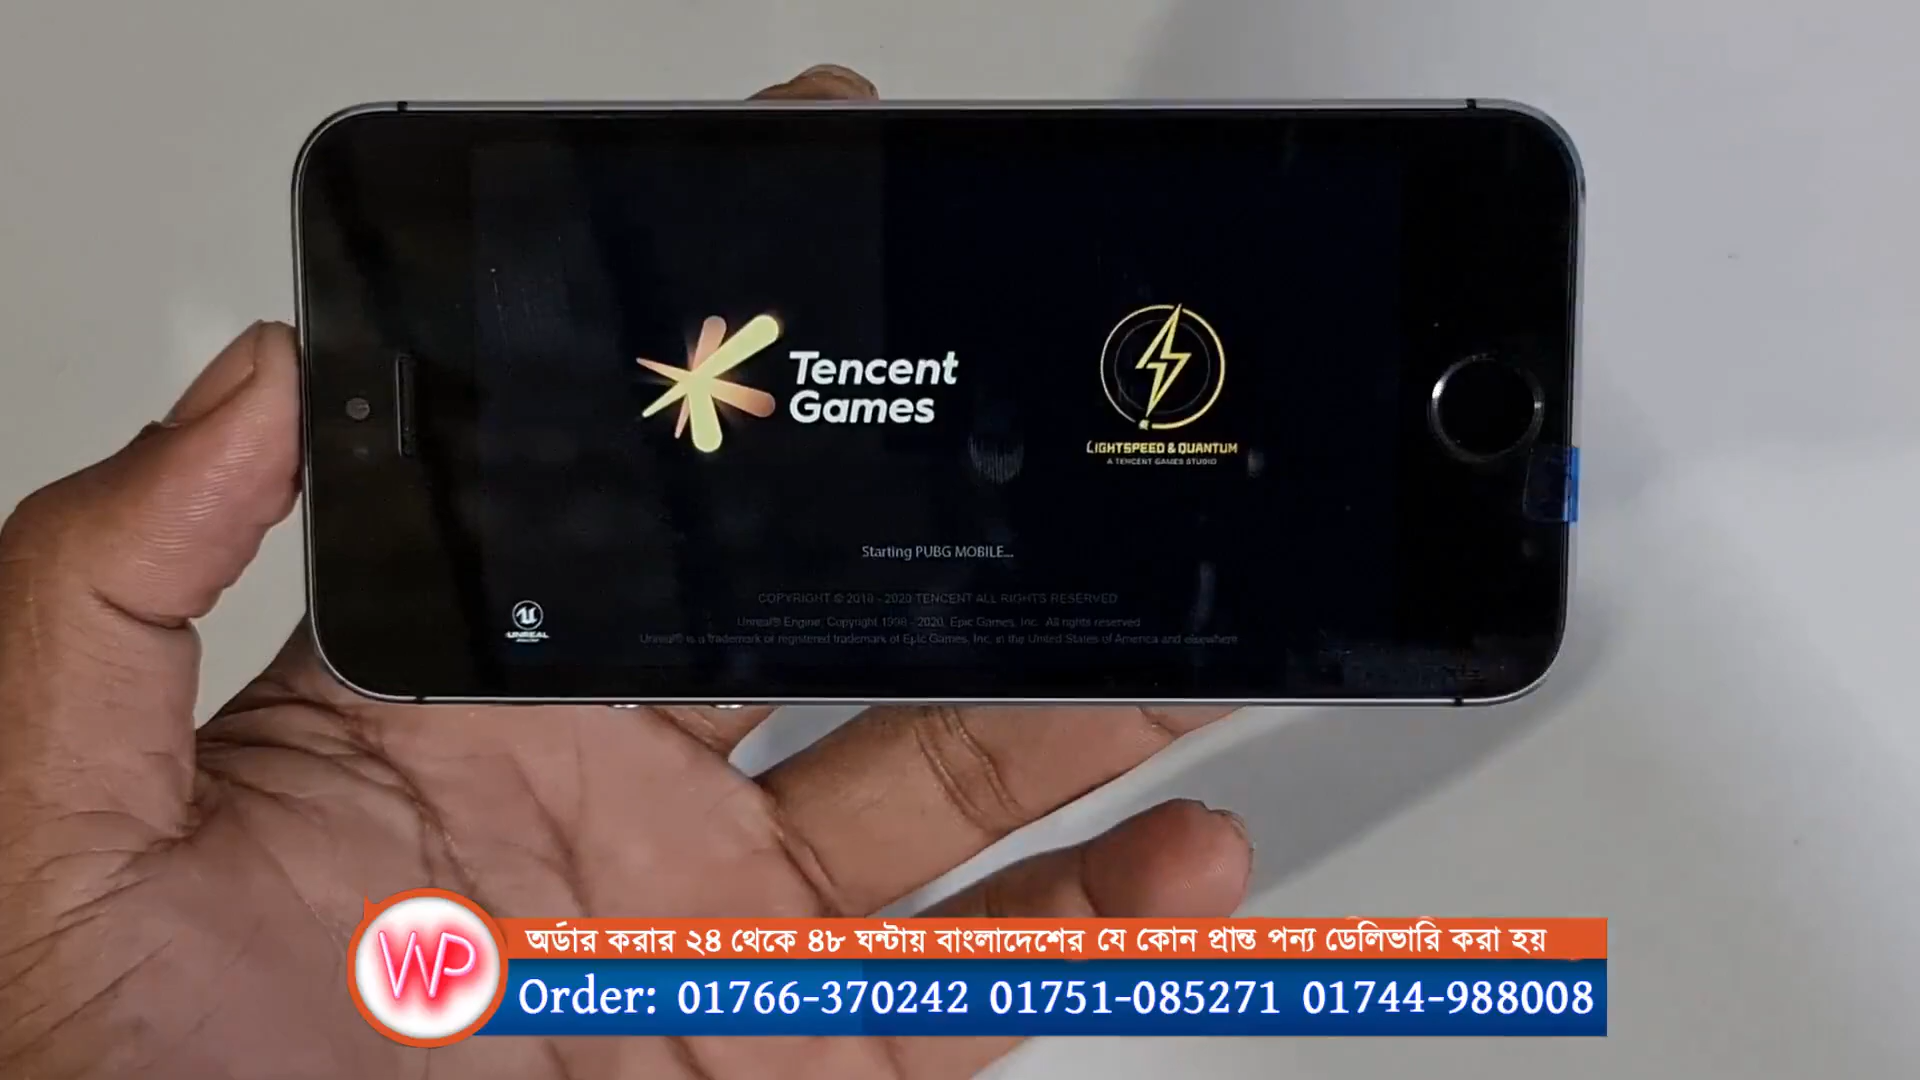 Tencent
Games
LIGHTSPEED & QUANTUM
A TENCENT GAMES STUDIO
Starting PUBG MOBILE...
COPYRIGHT © 2018 - 2020 TENCENT ALL RIGHTS RESERVED
UNREAL
Unreal® Engine, Copyright 1998 - 2020, Epic Games, Inc. All rights reserved
Unreal® is a trademark or registered trademark of Epic Games, Inc. in the United States of America and elsewhere
WP
অর্ডার করার ২৪ থেকে ৪৮ ঘন্টায় বাংলাদেশের যে কোন প্রান্ত পন্য ডেলিভারি করা হয়
Order: 01766-370242 01751-085271 01744-988008